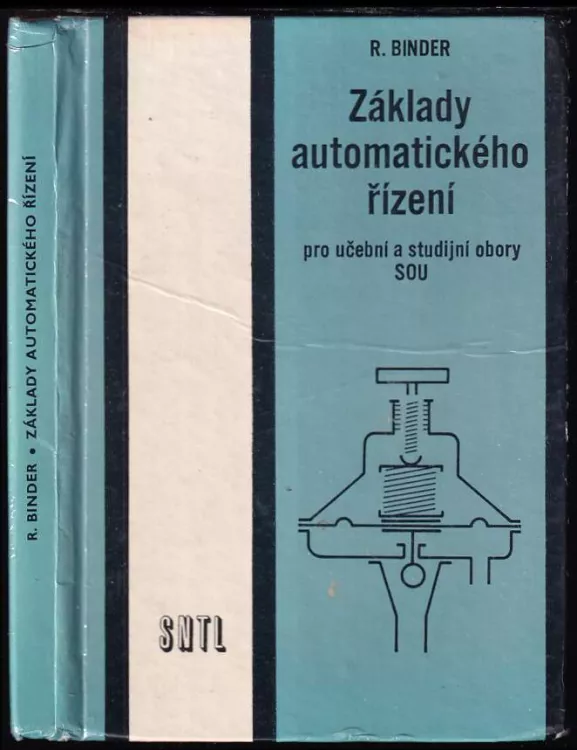 R. BINDER • ZÁKLADY AUTOMATICKÉHO ŘÍZENÍ
R. BINDER
Základy
automatického
řízení
pro učební a studijní obory
SOU
SNTL